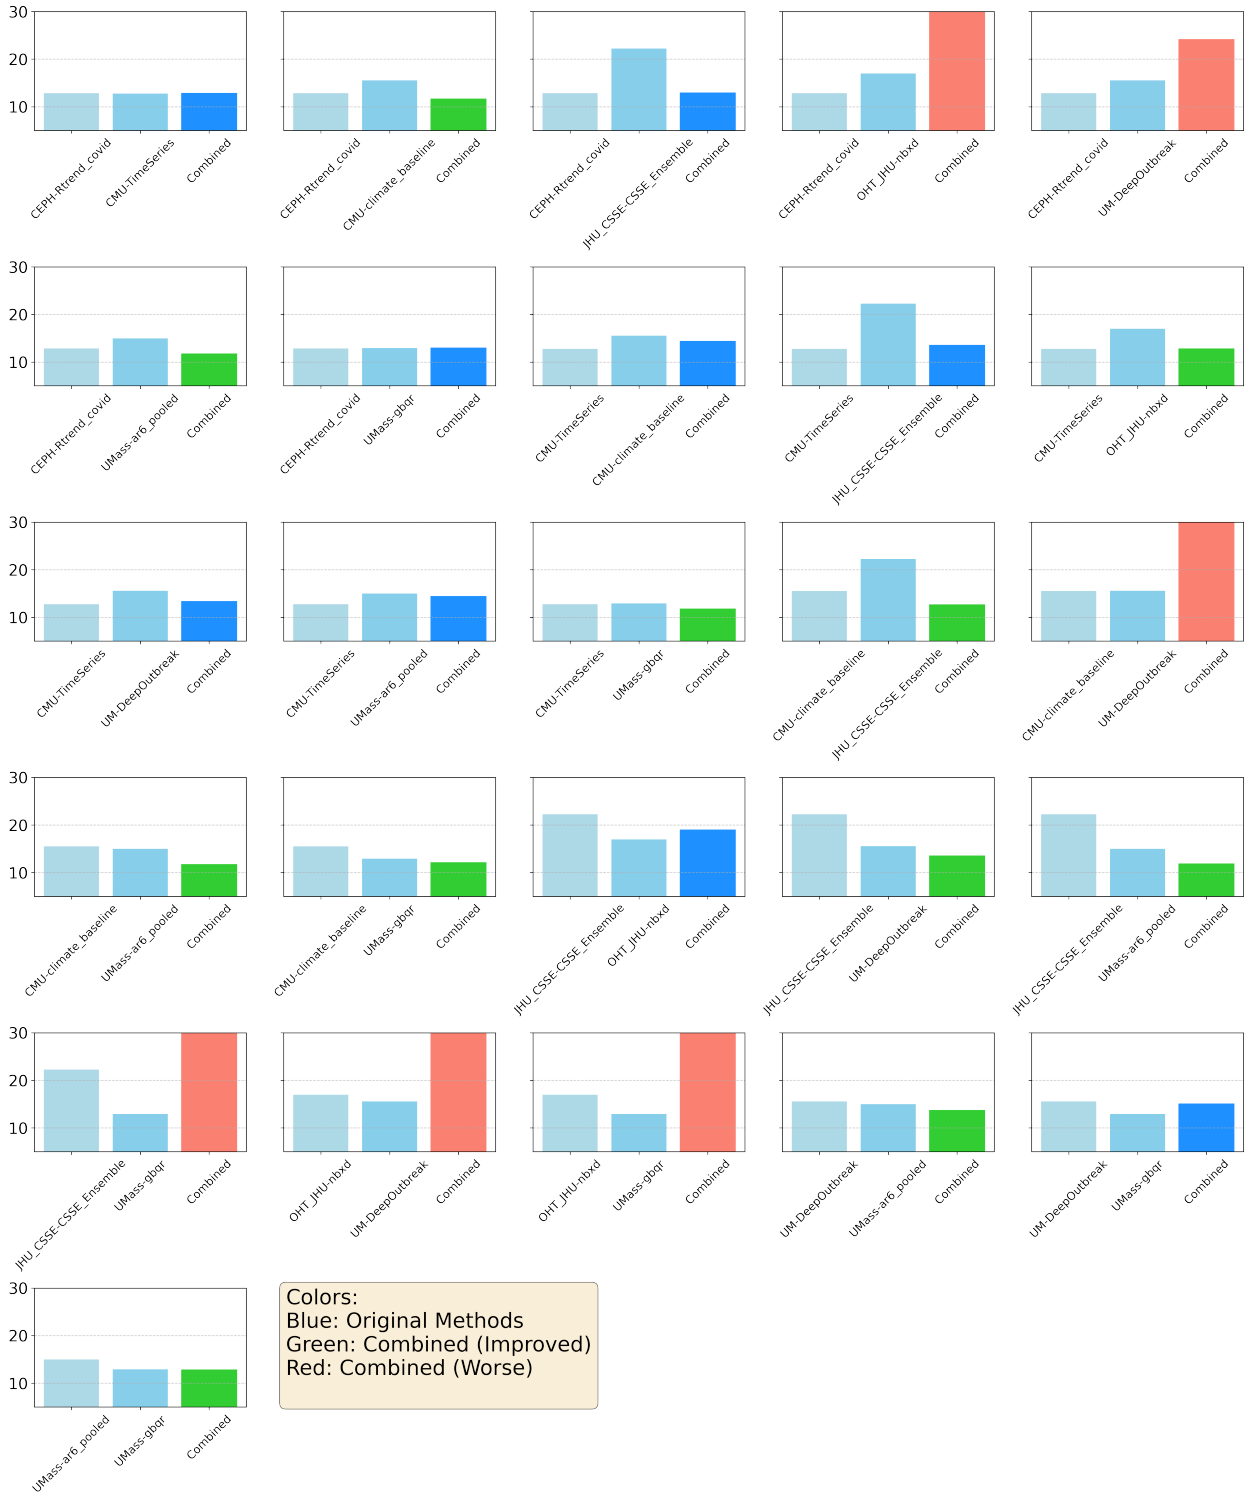 30
20
10
CEPH-Rtrend_covid
CMU-TimeSeries
Combined
CEPH-Rtrend_covid
CMU-climate_baseline
Combined
CEPH-Rtrend_covid
JHU_CSSE-CSSE_Ensemble
Combined
CEPH-Rtrend_covid
OHT_JHU-nbxd
Combined
CEPH-Rtrend_covid
UM-DeepOutbreak
Combined
30
20
10
CEPH-Rtrend_covid
UMass-ar6_pooled
Combined
CEPH-Rtrend_covid
UMass-gbqr
Combined
CMU-TimeSeries
CMU-climate_baseline
Combined
CMU-TimeSeries
JHU_CSSE-CSSE_Ensemble
Combined
CMU-TimeSeries
OHT_JHU-nbxd
Combined
30
20
10
CMU-TimeSeries
UM-DeepOutbreak
Combined
CMU-TimeSeries
UMass-ar6_pooled
Combined
CMU-TimeSeries
UMass-gbqr
Combined
CMU-climate_baseline
JHU_CSSE-CSSE_Ensemble
Combined
CMU-climate_baseline
UM-DeepOutbreak
Combined
30
20
10
CMU-climate_baseline
UMass-ar6_pooled
Combined
CMU-climate_baseline
UMass-gbqr
Combined
JHU_CSSE-CSSE_Ensemble
OHT_JHU-nbxd
Combined
JHU_CSSE-CSSE_Ensemble
UM-DeepOutbreak
Combined
JHU_CSSE-CSSE_Ensemble
UMass-ar6_pooled
Combined
30
20
10
JHU_CSSE-CSSE_Ensemble
UMass-gbqr
Combined
OHT_JHU-nbxd
UM-DeepOutbreak
Combined
OHT_JHU-nbxd
UMass-gbqr
Combined
UM-DeepOutbreak
UMass-ar6_pooled
Combined
UM-DeepOutbreak
UMass-gbqr
Combined
30
20
10
UMass-ar6_pooled
UMass-gbqr
Combined
Colors:
Blue: Original Methods
Green: Combined (Improved)
Red: Combined (Worse)